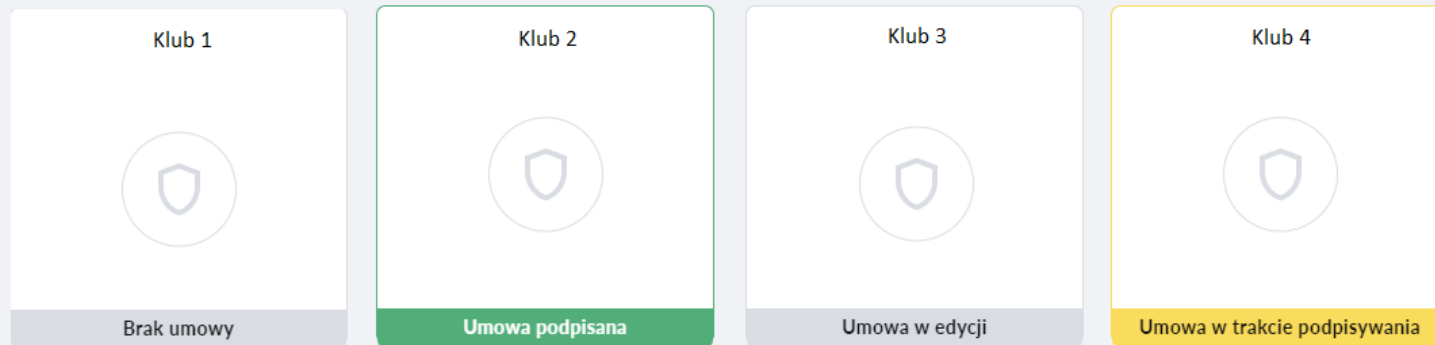 Klub 1
Klub 2
Klub 3
Klub 4
Brak umowy
Umowa podpisana
Umowa w edycji
Umowa w trakcie podpisywania